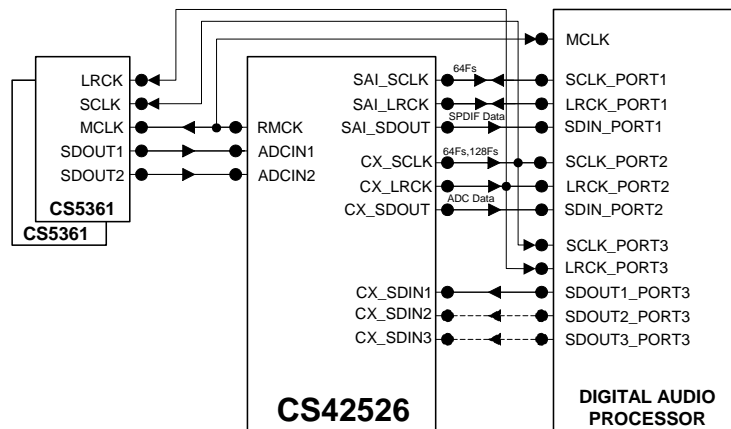 MCLK
LRCK
SCLK
MCLK
SDOUT1
SDOUT2
CS5361
CS5361
RMCK
ADCIN1
ADCIN2
SAI_SCLK
SAI_LRCK
SAI_SDOUT
CX_SCLK
CX_LRCK
CX_SDOUT
CX_SDIN1
CX_SDIN2
CX_SDIN3
CS42526
64Fs
SPDIF Data
64Fs,128Fs
ADC Data
SCLK_PORT1
LRCK_PORT1
SDIN_PORT1
SCLK_PORT2
LRCK_PORT2
SDIN_PORT2
SCLK_PORT3
LRCK_PORT3
SDOUT1_PORT3
SDOUT2_PORT3
SDOUT3_PORT3
DIGITAL AUDIO
PROCESSOR